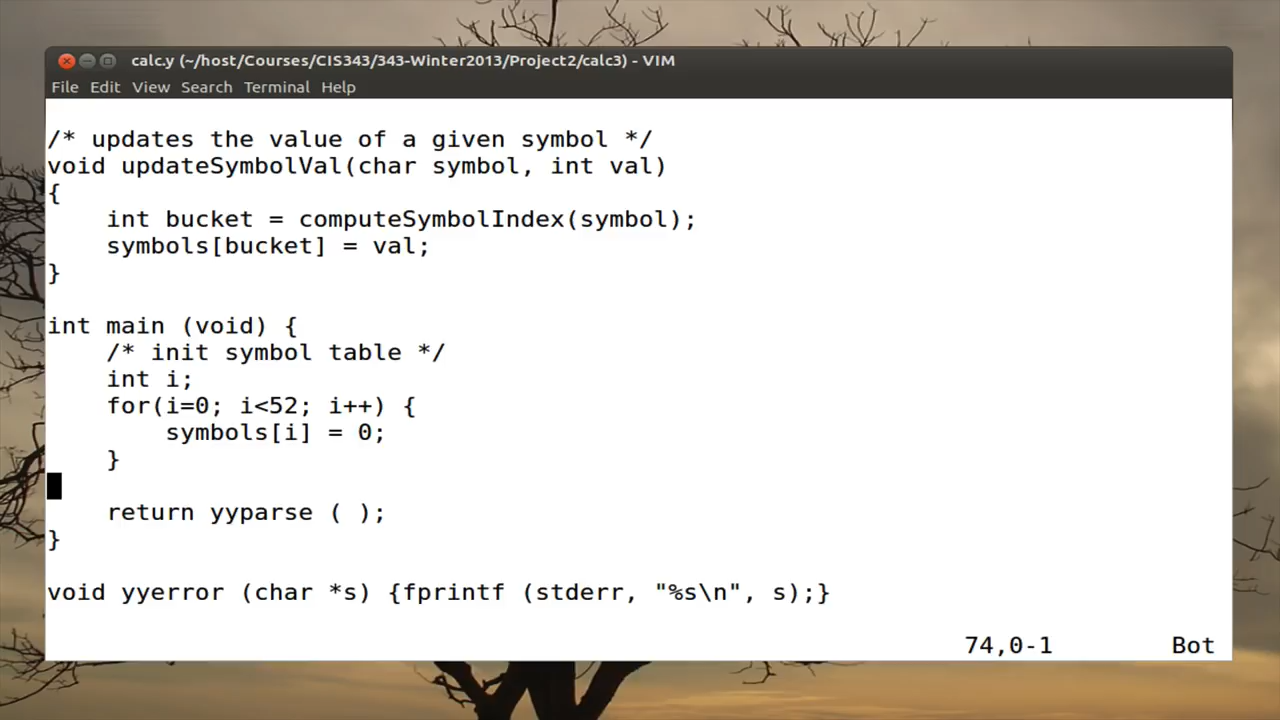 calc.y (~/host/Courses/CIS343/343-Winter2013/Project2/calc3) - VIM
File Edit View Search Terminal Help
/* updates the value of a given symbol */
void updateSymbolVal(char symbol, int val)
{
    int bucket = computeSymbolIndex(symbol);
    symbols[bucket] = val;
}
int main (void) {
    /* init symbol table */
    int i;
    for(i=0; i<52; i++) {
        symbols[i] = 0;
    }
    return yyparse ( );
}
void yyerror (char *s) {fprintf (stderr, "%s\n", s);}
74,0-1 Bot